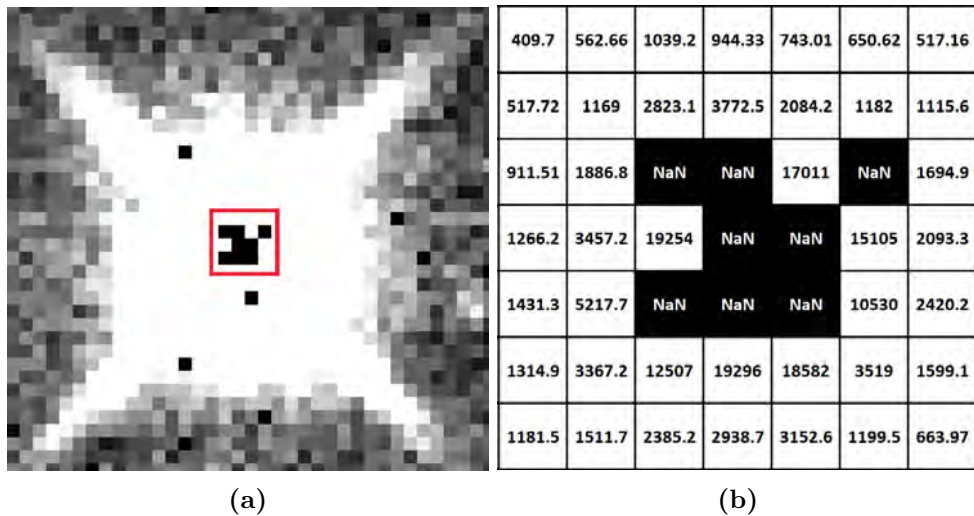 409.7 562.66 1039.2 944.33 743.01 650.62 517.16
517.72 1169 2823.1 3772.5 2084.2 1182 1115.6
911.51 1886.8 NaN NaN 17011 NaN 1694.9
1266.2 3457.2 19254 NaN NaN 15105 2093.3
1431.3 5217.7 NaN NaN NaN 10530 2420.2
1314.9 3367.2 12507 19296 18582 3519 1599.1
1181.5 1511.7 2385.2 2938.7 3152.6 1199.5 663.97
(a) (b)